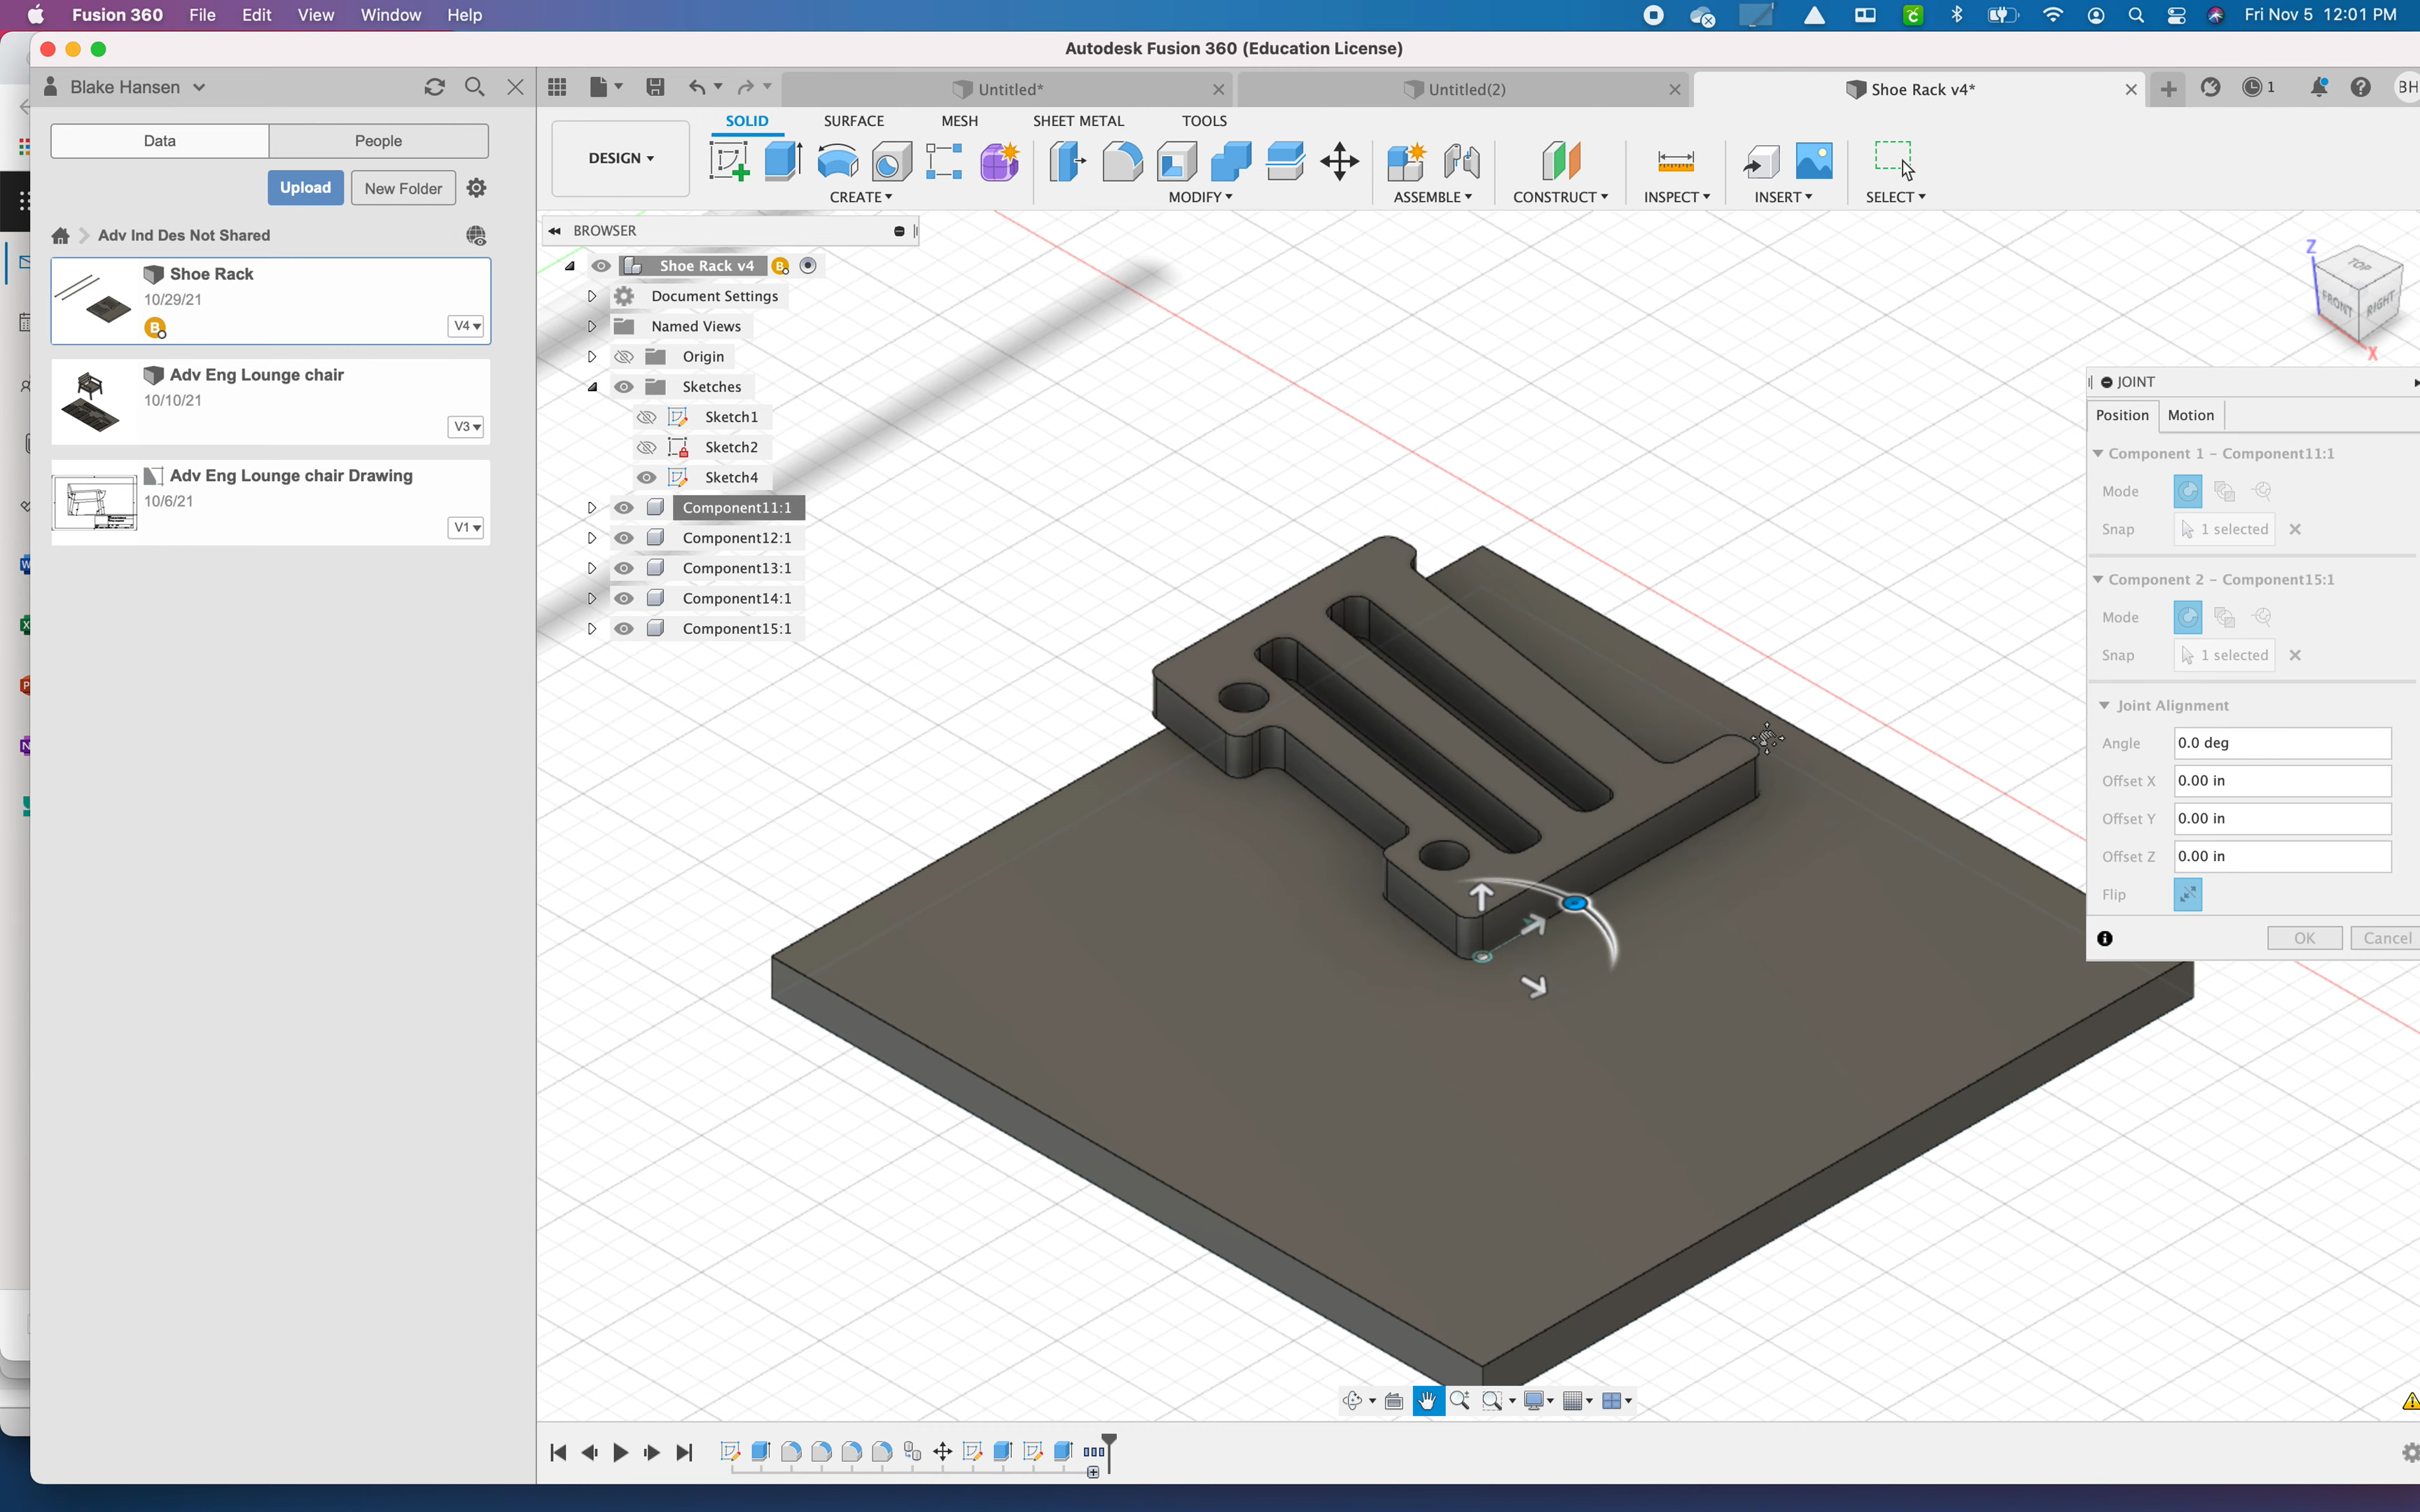 Fusion 360 File Edit View Window Help
Fri Nov 5 12:01 PM
Autodesk Fusion 360 (Education License)
Blake Hansen
Untitled*
Untitled(2)
Shoe Rack v4*
1
BH
Data
People
Upload
New Folder
Adv Ind Des Not Shared
Shoe Rack
10/29/21
B
V4
Adv Eng Lounge chair
10/10/21
V3
Adv Eng Lounge chair Drawing
10/6/21
V1
DESIGN
SOLID
SURFACE
MESH
SHEET METAL
TOOLS
CREATE
MODIFY
ASSEMBLE
CONSTRUCT
INSPECT
INSERT
SELECT
BROWSER
Shoe Rack v4
B
Document Settings
Named Views
Origin
Sketches
Sketch1
Sketch2
Sketch4
Component11:1
Component12:1
Component13:1
Component14:1
Component15:1
Z
TOP
FRONT
RIGHT
X
JOINT
Position
Motion
Component 1 - Component11:1
Mode
Snap
1 selected
Component 2 - Component15:1
Mode
Snap
1 selected
Joint Alignment
Angle
0.0 deg
Offset X
0.00 in
Offset Y
0.00 in
Offset Z
0.00 in
Flip
OK
Cancel